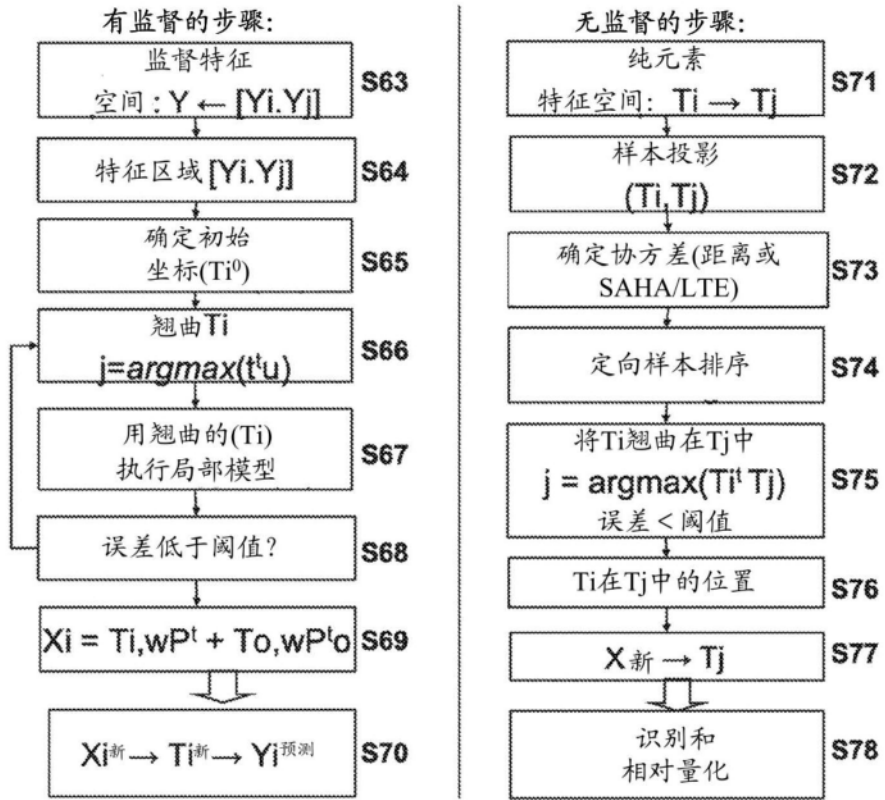 有监督的步骤:
监督特征
空间: Y ← [Yi.Yj]
S63
特征区域 [Yi.Yj]
S64
确定初始
坐标(Ti⁰)
S65
翘曲Ti
j=argmax(tᵗu)
S66
用翘曲的(Ti)
执行局部模型
S67
误差低于阈值?
S68
Xi = Ti,wPᵗ + To,wPᵗo
S69
Xi新 → Ti新 → Yi预测
S70
无监督的步骤:
纯元素
特征空间: Ti → Tj
S71
样本投影
(Ti,Tj)
S72
确定协方差(距离或
SAHA/LTE)
S73
定向样本排序
S74
将Ti翘曲在Tj中
j = argmax(Tiᵗ Tj)
误差 < 阈值
S75
Ti在Tj中的位置
S76
X新 → Tj
S77
识别和
相对量化
S78